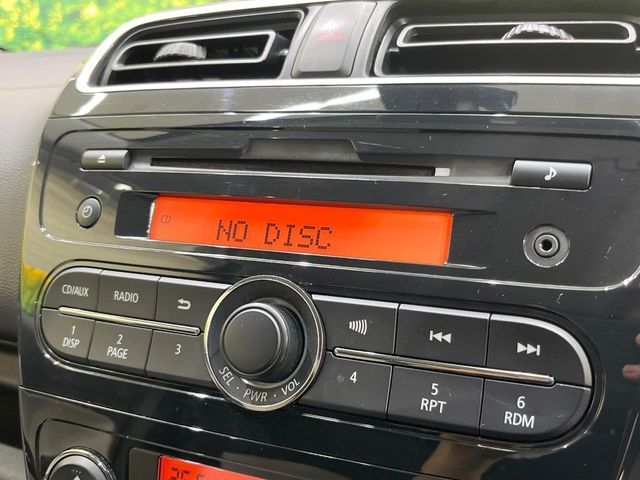 CD
NO DISC
CD/AUX
RADIO
1
DISP
2
PAGE
3
SEL · PWR · VOL
4
5
RPT
6
RDM